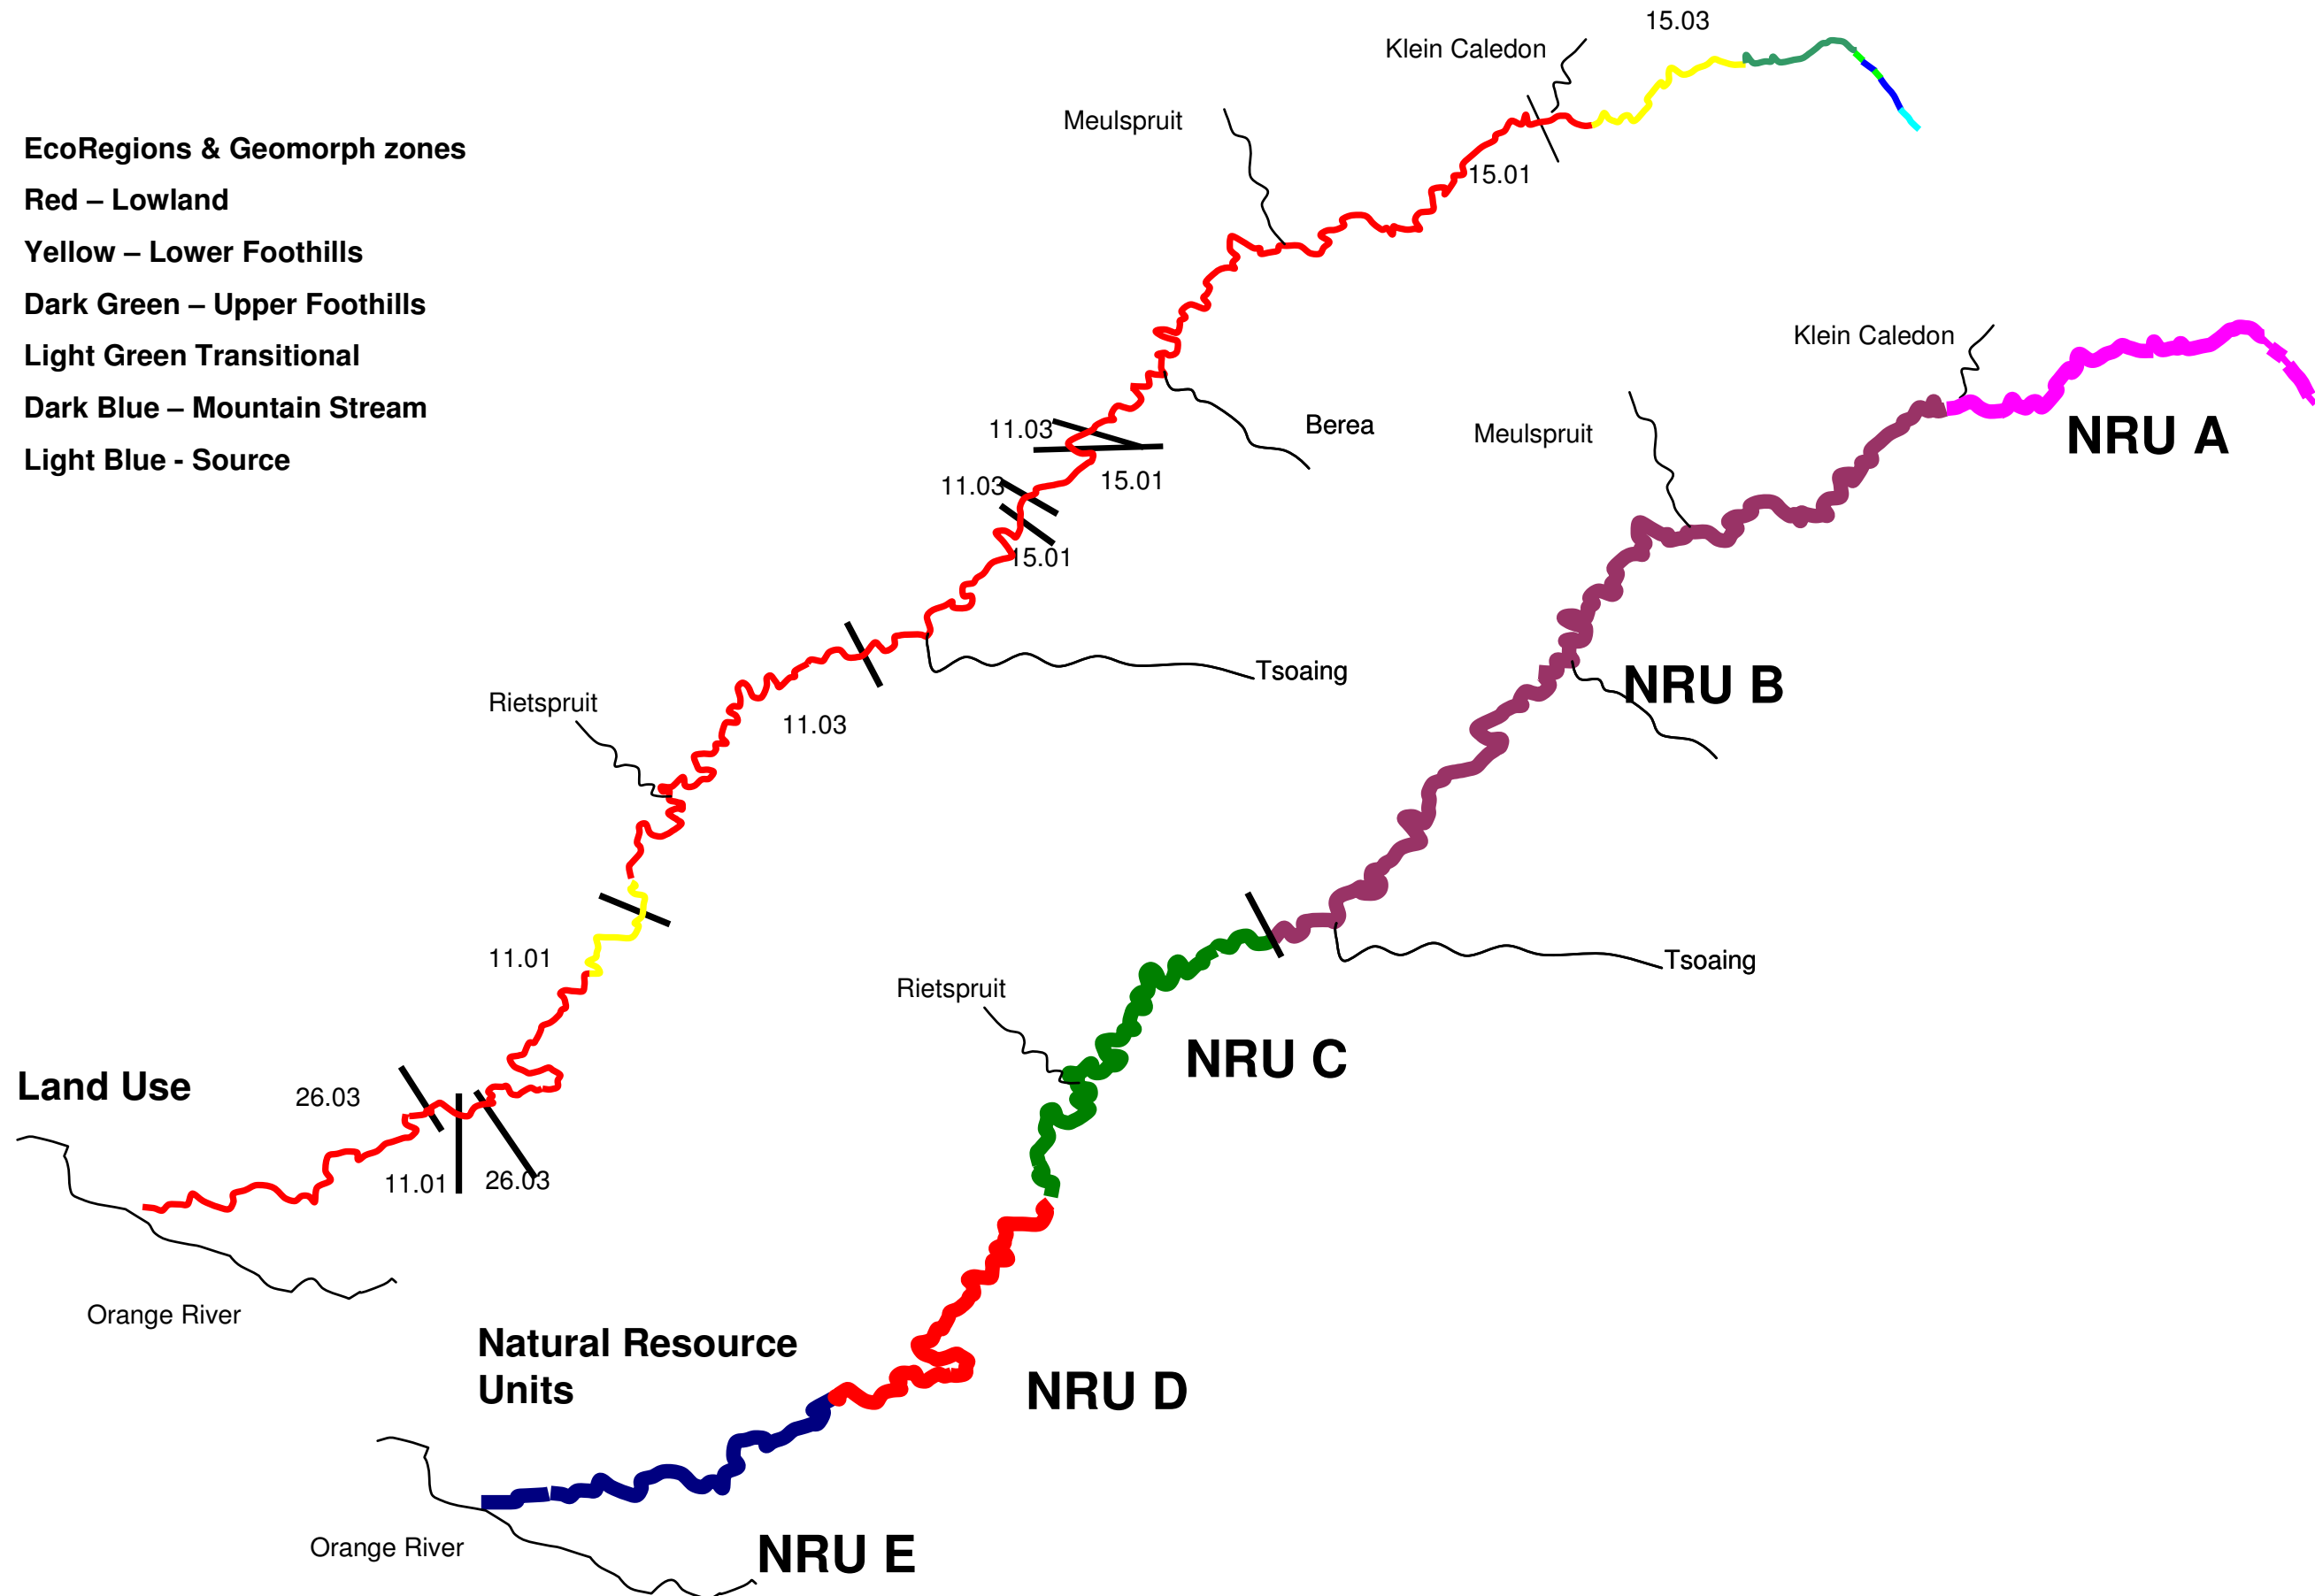 15.03
Klein Caledon
Meulspruit
EcoRegions & Geomorph zones
Red – Lowland
15.01
Yellow – Lower Foothills
Dark Green – Upper Foothills
Light Green Transitional
Klein Caledon
Dark Blue – Mountain Stream
11.03
Berea
Meulspruit
NRU A
Light Blue - Source
11.03
15.01
15.01
Tsoaing
NRU B
Rietspruit
11.03
11.01
Tsoaing
Rietspruit
NRU C
Land Use
26.03
11.01
26.03
Orange River
Natural Resource
Units
NRU D
Orange River
NRU E